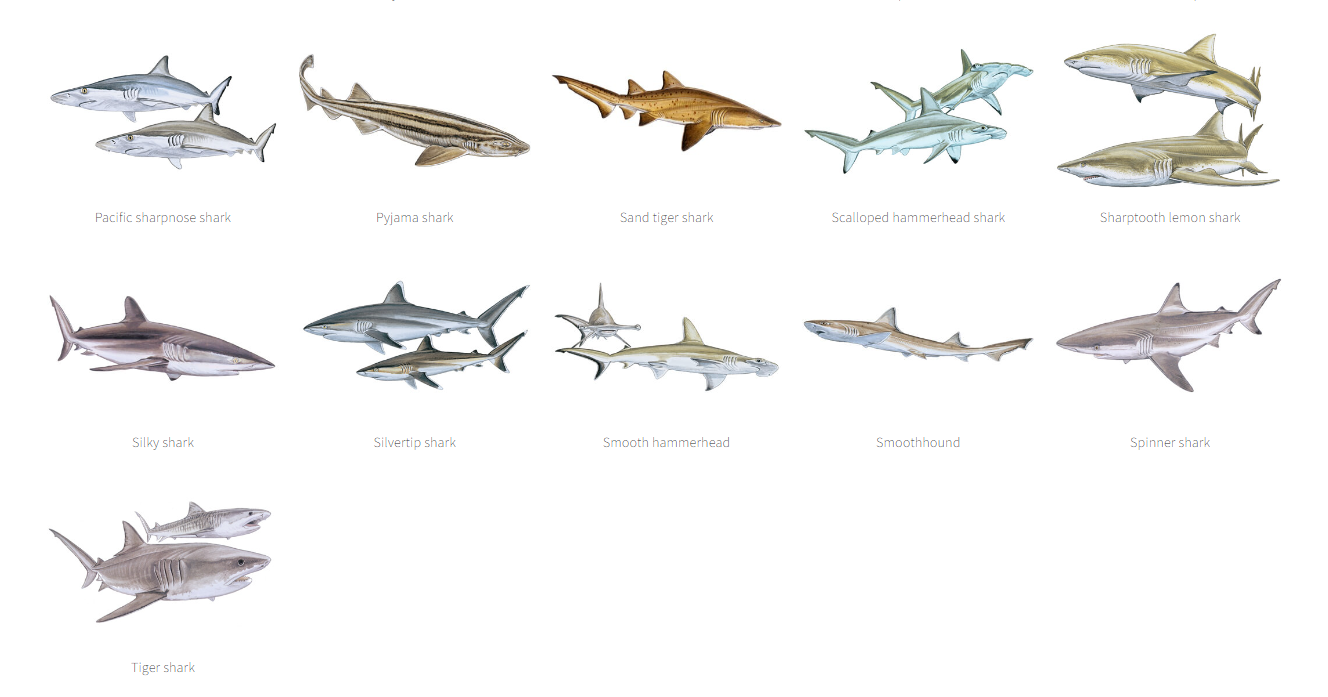 Pacific sharpnose shark
Pyjama shark
Sand tiger shark
Scalloped hammerhead shark
Sharptooth lemon shark
Silky shark
Silvertip shark
Smooth hammerhead
Smoothhound
Spinner shark
Tiger shark